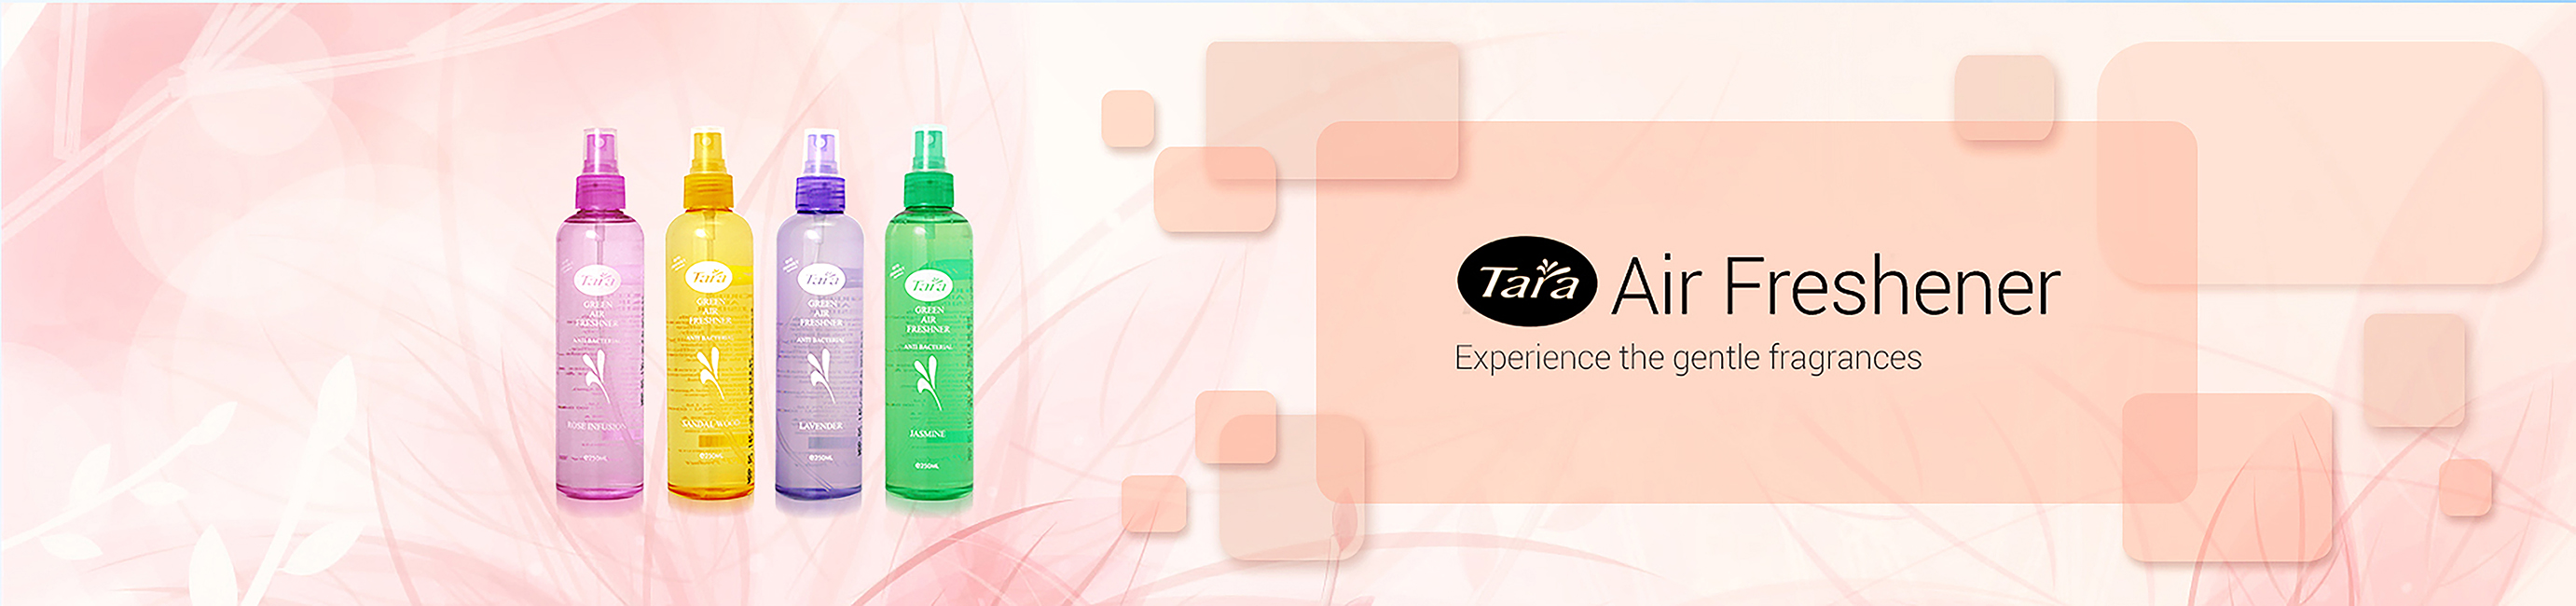 Tara
GREEN
AIR
FRESHNER
ANTI BACTERIAL
ROSE INFUSION
℮250ML
Tara
GREEN
AIR
FRESHNER
ANTI BACTERIAL
SANDAL WOOD
℮250ML
Tara
GREEN
AIR
FRESHNER
ANTI BACTERIAL
LAVENDER
℮250ML
Tara
GREEN
AIR
FRESHNER
ANTI BACTERIAL
JASMINE
℮250ML
Tara Air Freshener
Experience the gentle fragrances